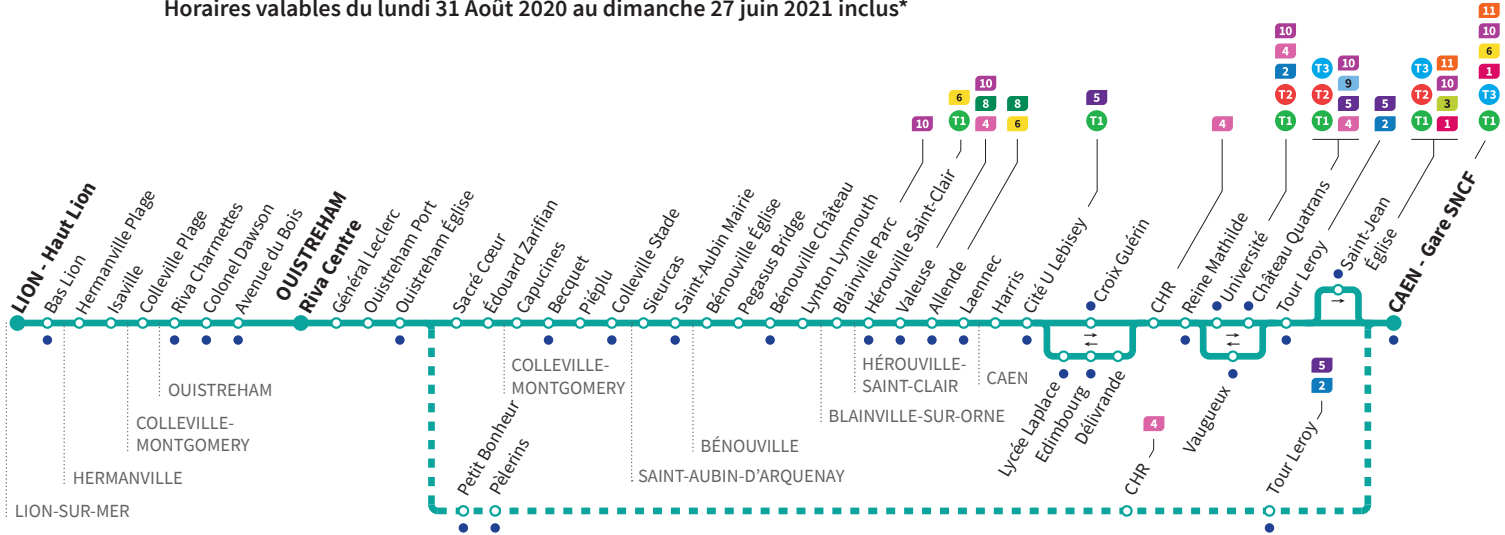 Horaires valables du lundi 31 Août 2020 au dimanche 27 juin 2021 inclus*
LION - Haut Lion
Bas Lion
Hermanville Plage
Isaville
Colleville Plage
Riva Charmettes
Colonel Dawson
Avenue du Bois
OUISTREHAM
Riva Centre
Général Leclerc
Ouistreham Port
Ouistreham Église
Sacré Cœur
Édouard Zarifian
Capucines
Becquet
Piéplu
Colleville Stade
Sieurcas
Saint-Aubin Mairie
Bénouville Église
Pegasus Bridge
Bénouville Château
Lynton Lynmouth
Blainville Parc
10
Hérouville Saint-Clair
6
T1
Valeuse
10
8
4
Allende
8
6
Laennec
Harris
Cité U Lebisey
5
T1
Croix Guérin
CHR
4
Reine Mathilde
Université
10
4
2
T2
T1
Château Quatrans
T3
T2
T1
10
9
5
4
Tour Leroy
5
2
Saint-Jean
Église
T3
T2
T1
11
10
3
1
CAEN - Gare SNCF
11
10
6
1
T3
T1
Lycée Laplace
Edimbourg
Délivrande
Vaugueux
Petit Bonheur
Pèlerins
CHR
4
Tour Leroy
5
2
LION-SUR-MER
HERMANVILLE
COLLEVILLE-
MONTGOMERY
OUISTREHAM
COLLEVILLE-
MONTGOMERY
SAINT-AUBIN-D'ARQUENAY
BÉNOUVILLE
BLAINVILLE-SUR-ORNE
HÉROUVILLE-
SAINT-CLAIR
CAEN